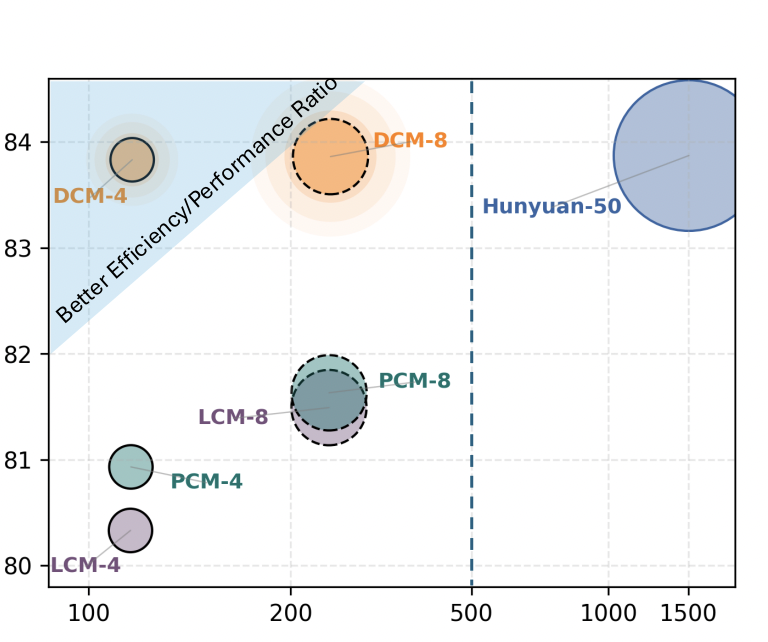 84
83
82
81
80
Better Efficiency/Performance Ratio
DCM-4
DCM-8
Hunyuan-50
PCM-8
LCM-8
PCM-4
LCM-4
100 200 500 1000 1500